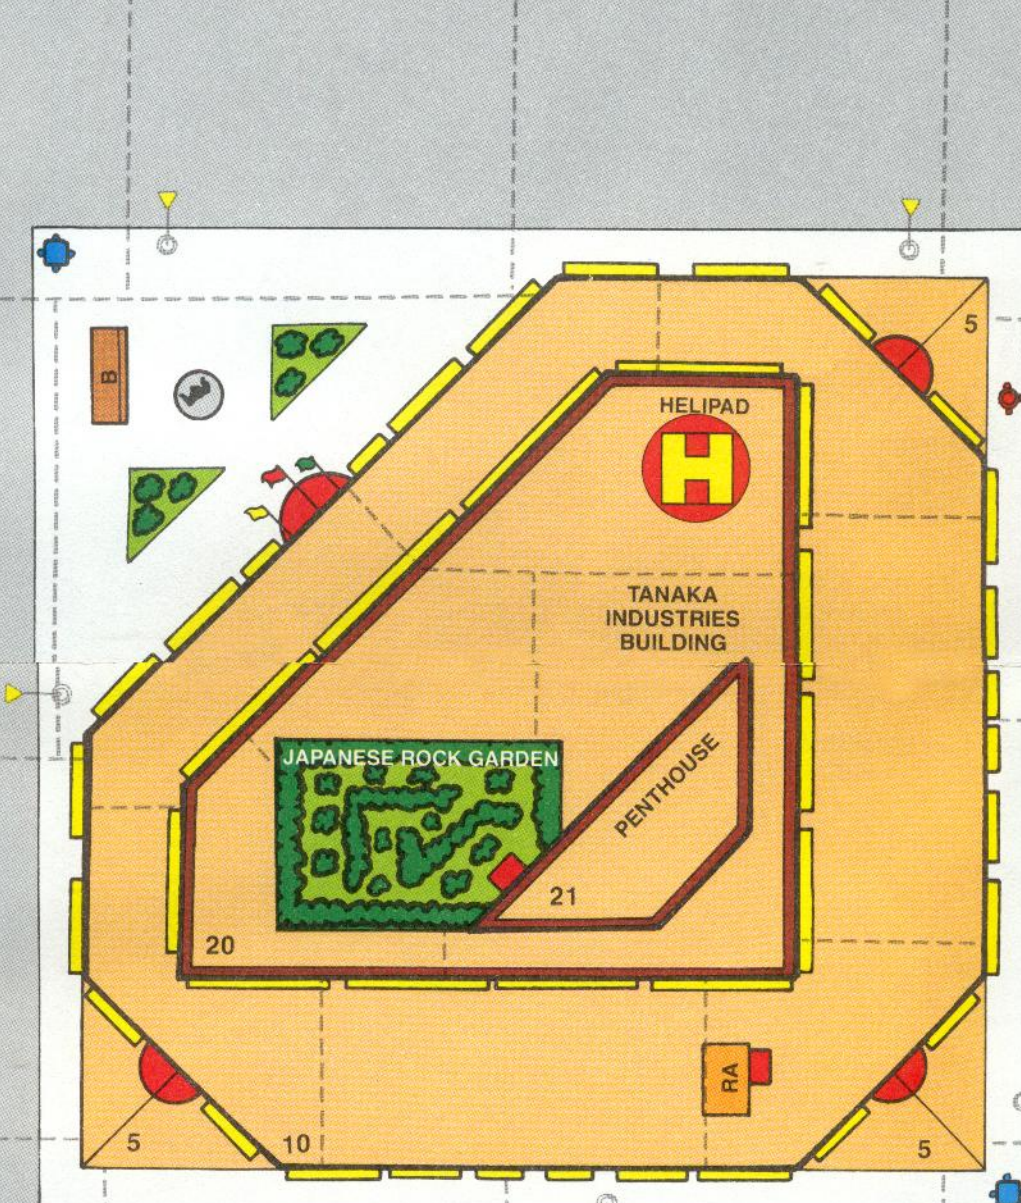 5
B
HELIPAD
H
TANAKA
INDUSTRIES
BUILDING
JAPANESE ROCK GARDEN
PENTHOUSE
21
20
RA
5
10
5